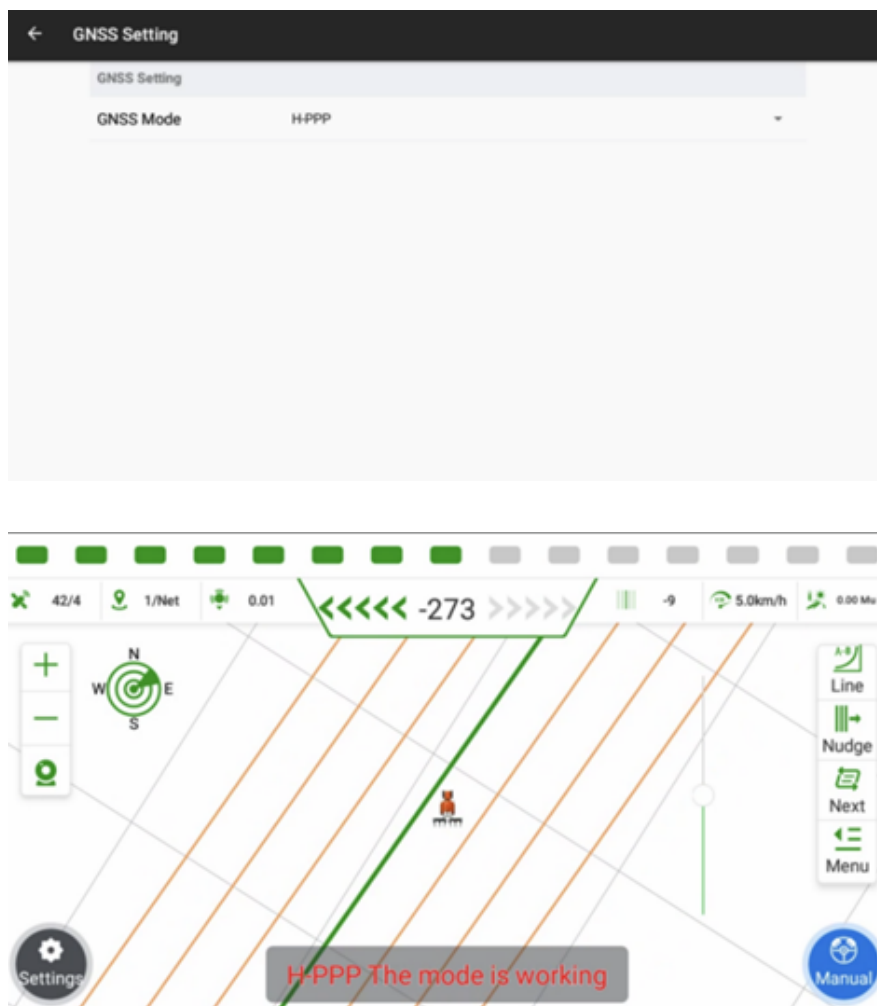 GNSS Setting
GNSS Setting
GNSS Mode H-PPP
42/4 1/Net 0.01 <<<<< -273 >>>>> -9 5.0km/h 0.00 Mu
N
W E
S
A-B
Line
Nudge
Next
Menu
Settings
H-PPP The mode is working
Manual